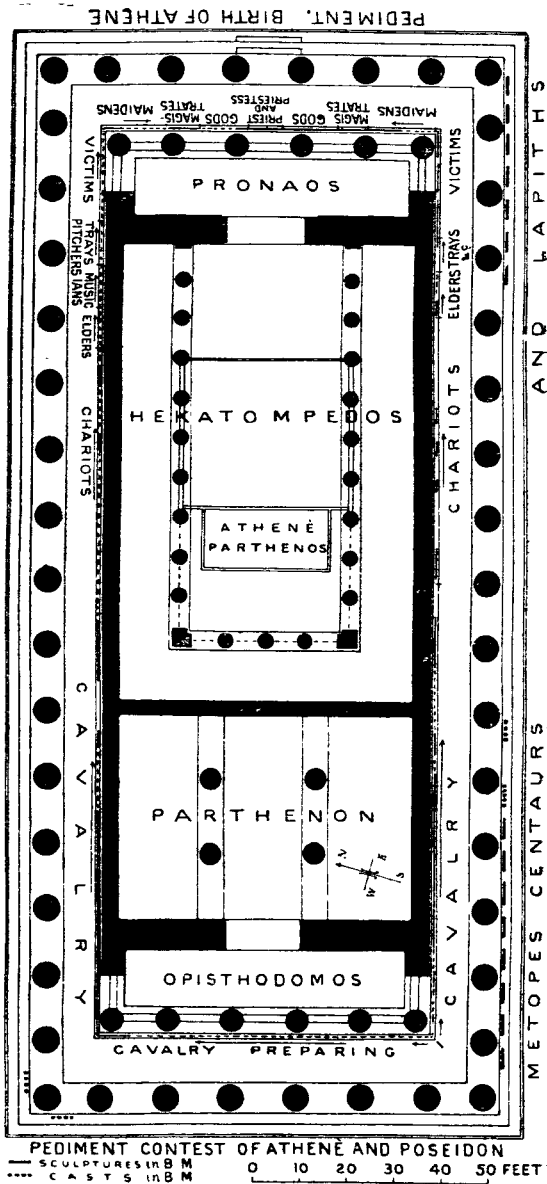 PEDIMENT. BIRTH OF ATHENE
MAIDENS
MAGIS-
TRATES
GODS
PRIEST
AND
PRIESTESS
GODS
MAGIS-
TRATES
MAIDENS
VICTIMS
VICTIMS
PRONAOS
TRAYS
PITCHERS
MUSIC
IANS
ELDERS
ELDERS
TRAYS
&c
AND LAPITHS
HEKATOMPEDOS
CHARIOTS
CHARIOTS
ATHENÈ
PARTHENOS
CAVALRY
CAVALRY
PARTHENON
N
E
W
S
METOPES CENTAURS
OPISTHODOMOS
CAVALRY PREPARING
PEDIMENT CONTEST OF ATHENÈ AND POSEIDON
SCULPTURES in B M
CASTS in B M
0 10 20 30 40 50 FEET